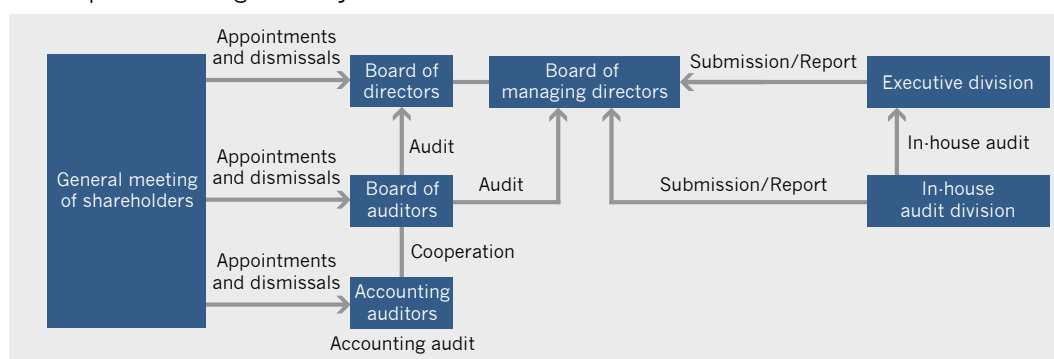 Appointments
and dismissals
Board of
directors
Board of
managing directors
Submission/Report
Executive division
Audit
In-house audit
General meeting
of shareholders
Appointments
and dismissals
Board of
auditors
Audit
Submission/Report
In-house
audit division
Cooperation
Appointments
and dismissals
Accounting
auditors
Accounting audit